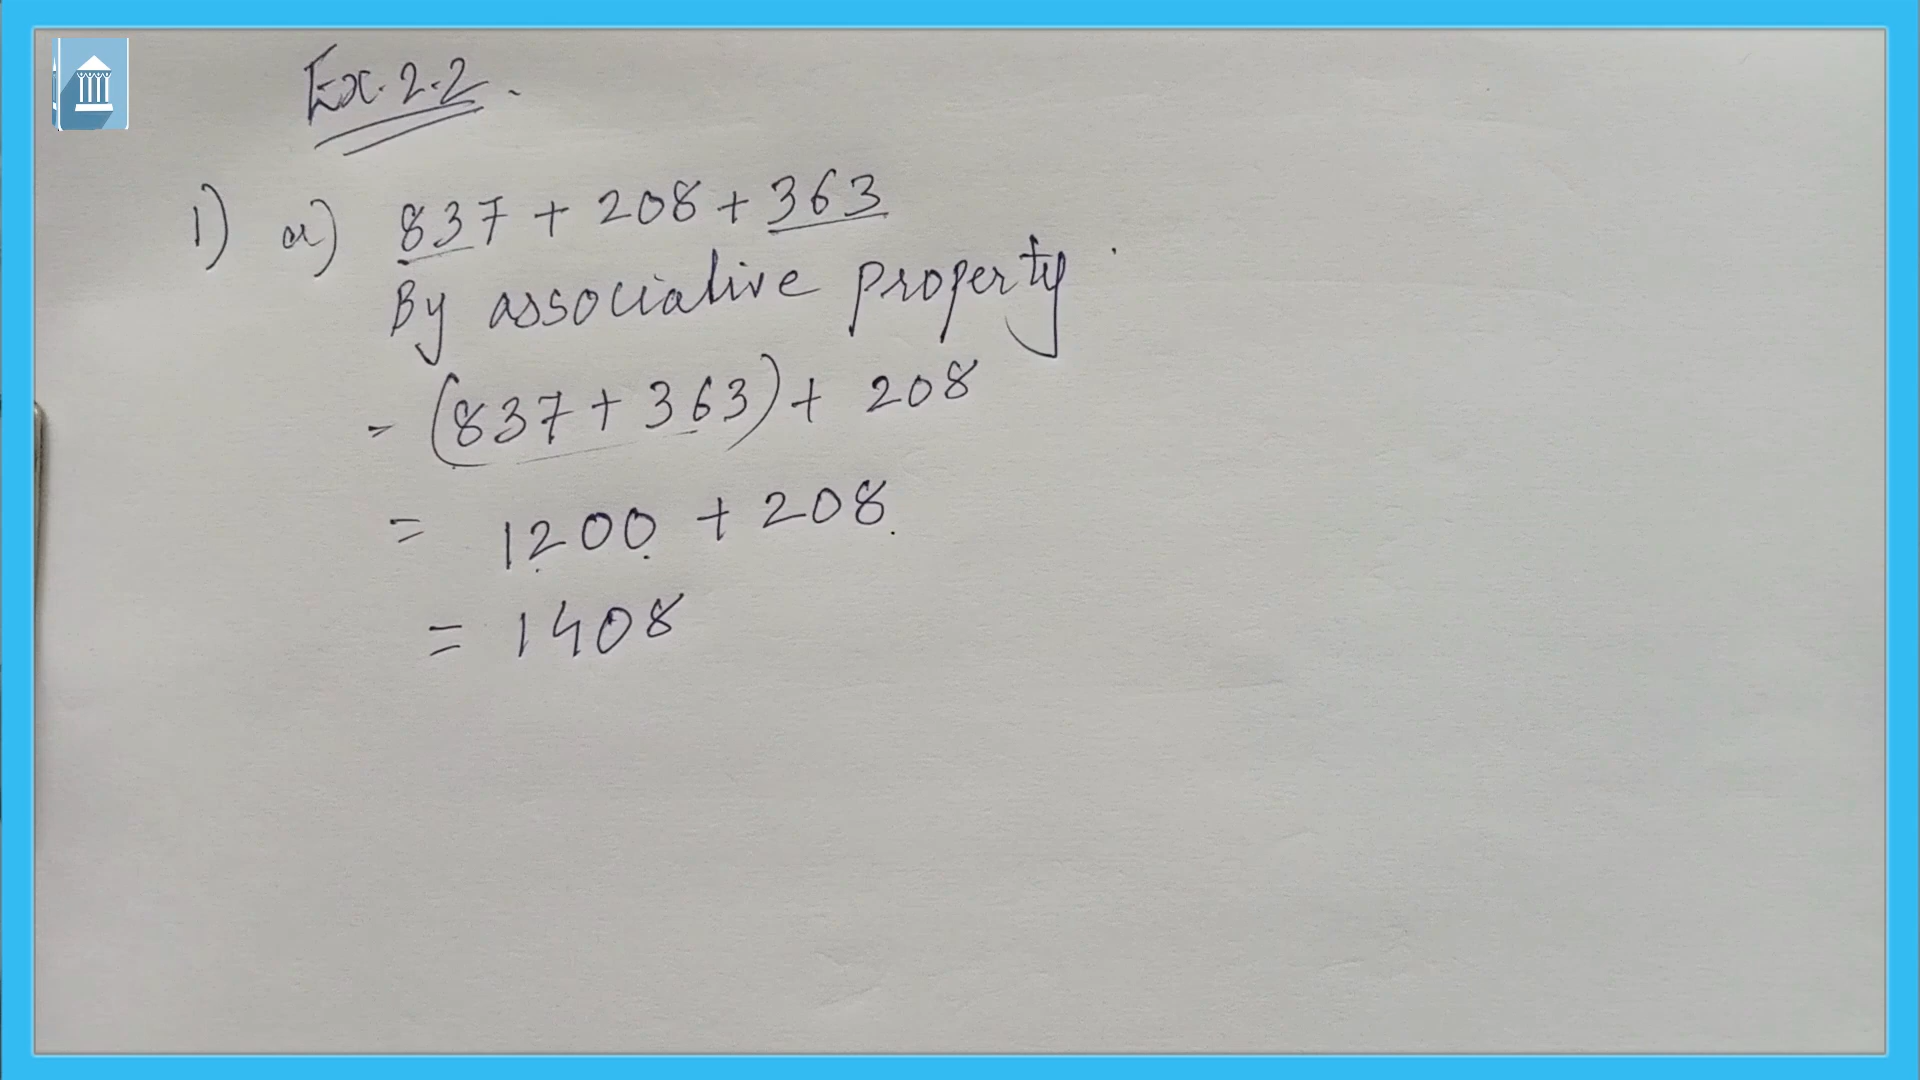 Ex. 2.2.
1) a) 837 + 208 + 363
By associative property.
= (837 + 363) + 208
= 1200 + 208
= 1408